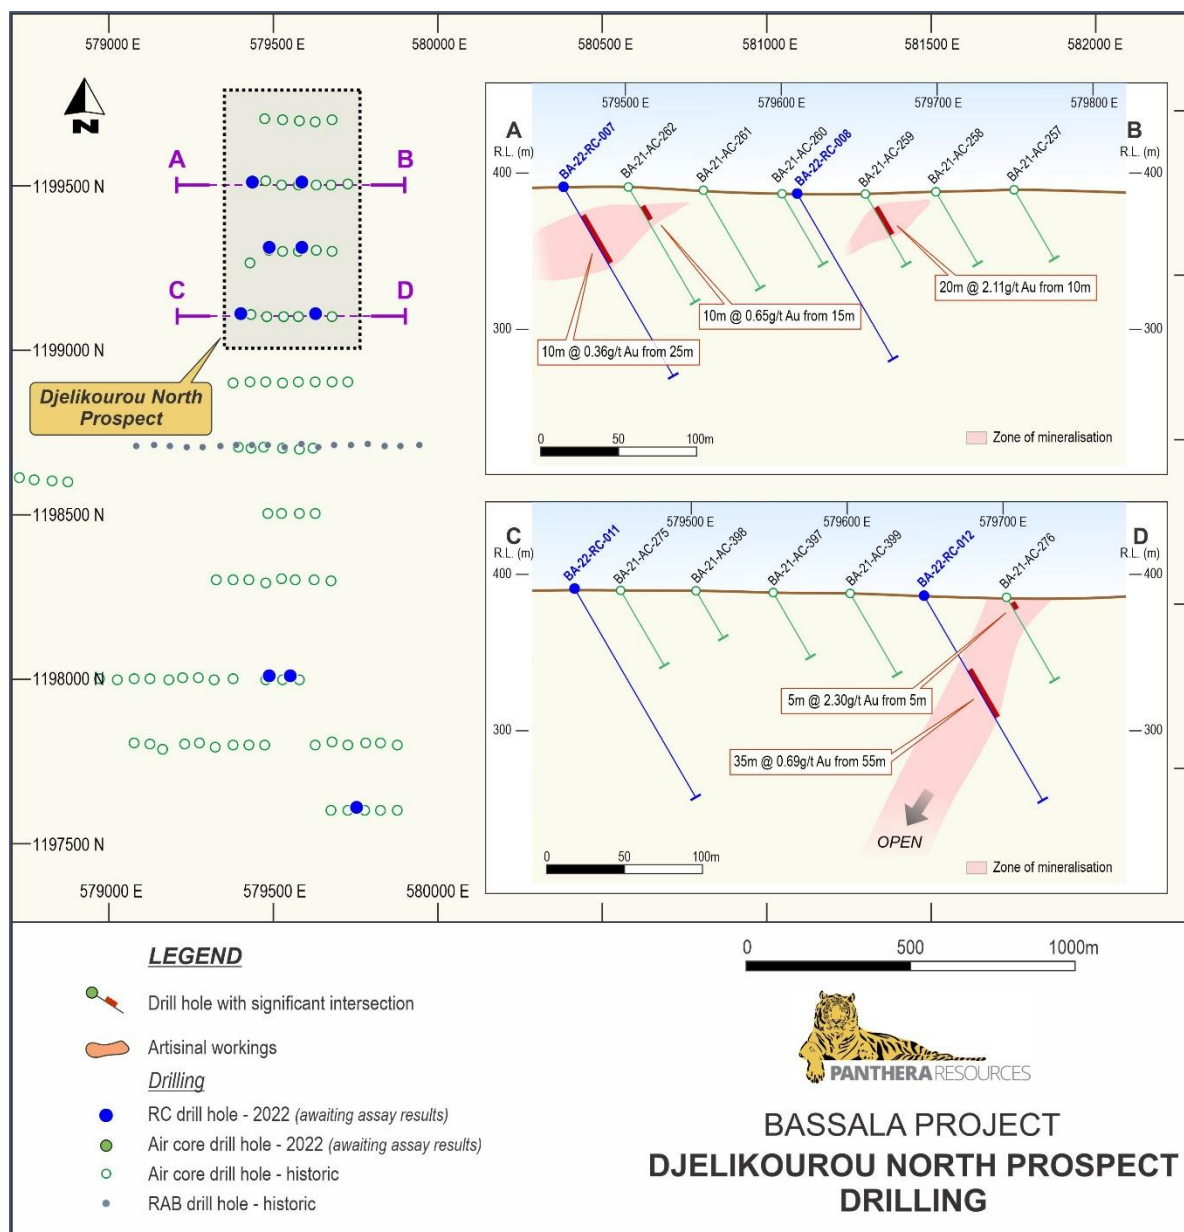 579000 E
579500 E
580000 E
580500 E
581000 E
581500 E
582000 E
N
A
B
C
D
1199500 N
1199000 N
1198500 N
1198000 N
1197500 N
Djelikourou North
Prospect
579000 E
579500 E
580000 E
579500 E
579600 E
579700 E
579800 E
A
B
R.L. (m)
R.L. (m)
400
400
300
300
BA-22-RC-007
BA-21-AC-262
BA-21-AC-261
BA-21-AC-260
BA-22-RC-008
BA-21-AC-259
BA-21-AC-258
BA-21-AC-257
20m @ 2.11g/t Au from 10m
10m @ 0.65g/t Au from 15m
10m @ 0.36g/t Au from 25m
0
50
100m
Zone of mineralisation
579500 E
579600 E
579700 E
C
D
R.L. (m)
R.L. (m)
400
400
300
300
BA-22-RC-011
BA-21-AC-275
BA-21-AC-398
BA-21-AC-397
BA-21-AC-399
BA-22-RC-012
BA-21-AC-276
5m @ 2.30g/t Au from 5m
35m @ 0.69g/t Au from 55m
OPEN
0
50
100m
Zone of mineralisation
LEGEND
Drill hole with significant intersection
Artisinal workings
Drilling
RC drill hole - 2022 (awaiting assay results)
Air core drill hole - 2022 (awaiting assay results)
Air core drill hole - historic
RAB drill hole - historic
0
500
1000m
PANTHERA RESOURCES
BASSALA PROJECT
DJELIKOUROU NORTH PROSPECT
DRILLING